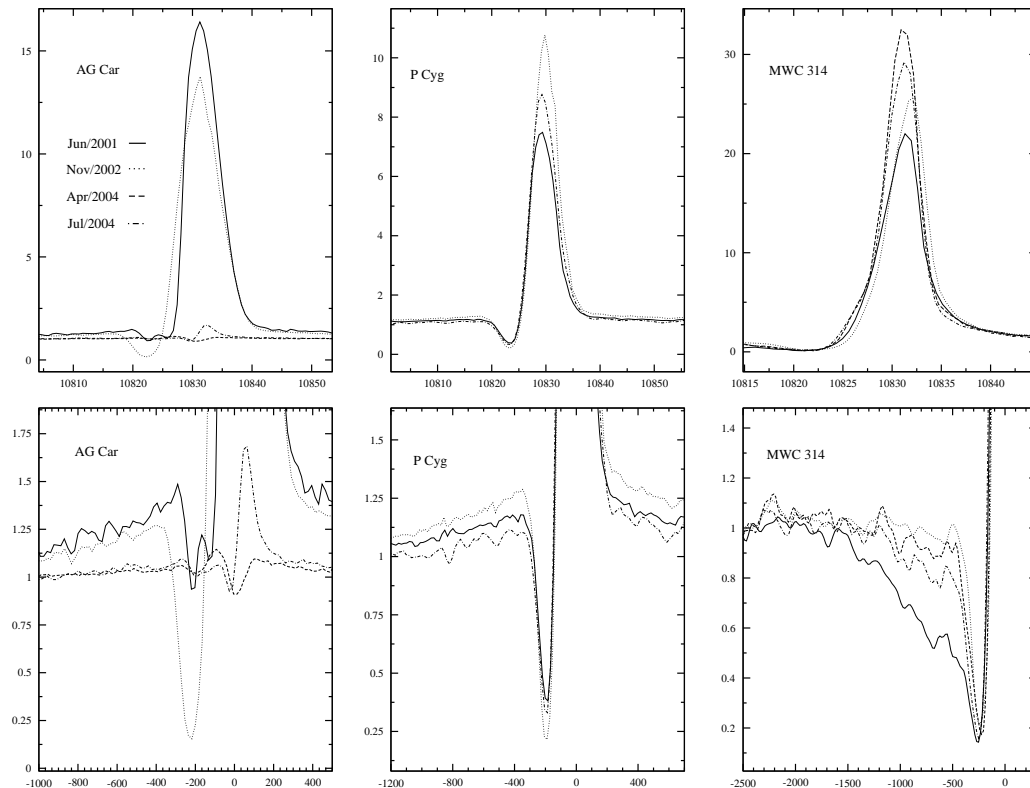 15
10
5
0
AG Car
Jun/2001
Nov/2002
Apr/2004
Jul/2004
10810 10820 10830 10840 10850
10
8
6
4
2
0
P Cyg
10810 10820 10830 10840 10850
30
20
10
0
MWC 314
10815 10820 10825 10830 10835 10840
1.75
1.5
1.25
1
0.75
0.5
0.25
0
AG Car
-1000 -800 -600 -400 -200 0 200 400
1.5
1.25
1
0.75
0.5
0.25
P Cyg
-1200 -800 -400 0 400
1.4
1.2
1
0.8
0.6
0.4
0.2
MWC 314
-2500 -2000 -1500 -1000 -500 0